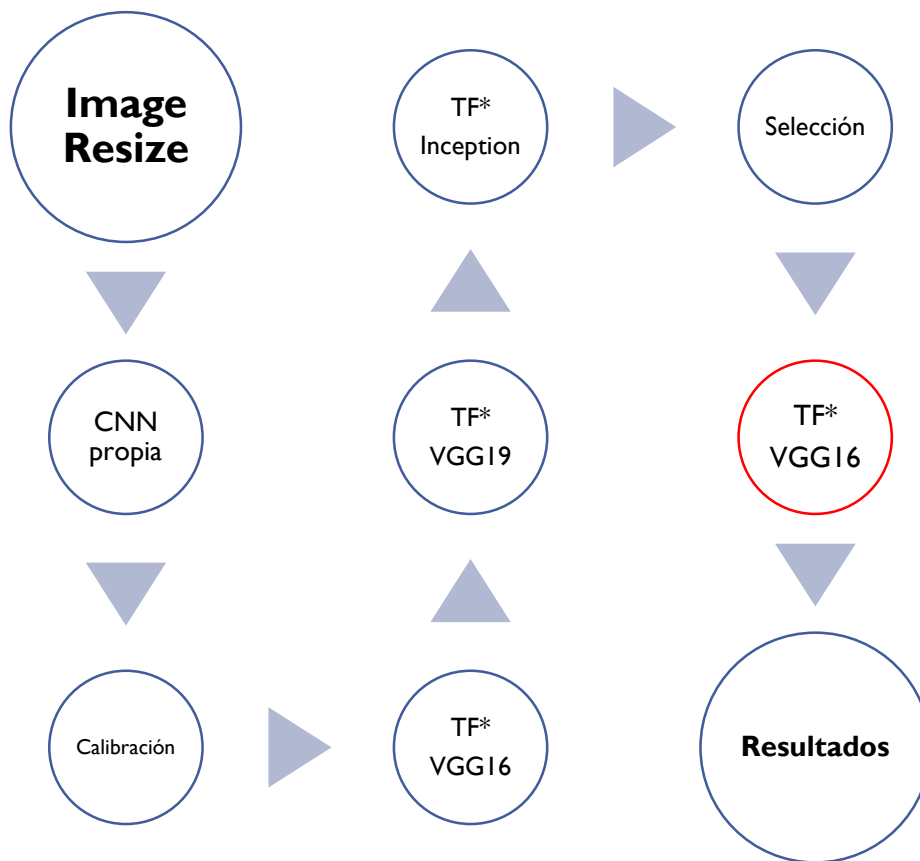 Image
Resize
CNN
propia
Calibración
TF*
VGG16
TF*
VGG19
TF*
Inception
Selección
TF*
VGG16
Resultados